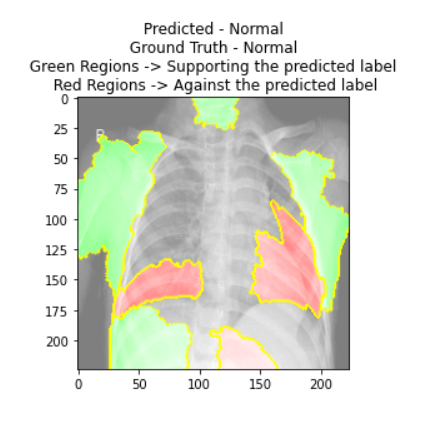 Predicted - Normal
Ground Truth - Normal
Green Regions -> Supporting the predicted label
Red Regions -> Against the predicted label
0
25
50
75
100
125
150
175
200
0 50 100 150 200